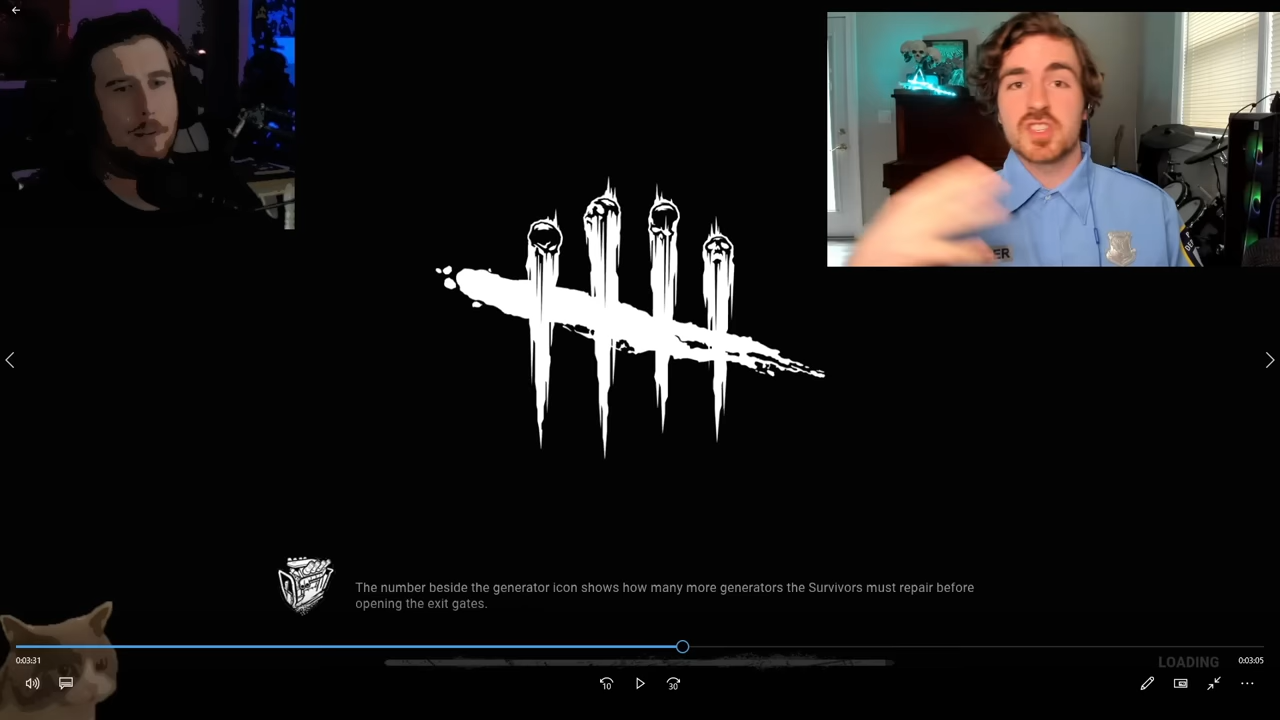 ER
The number beside the generator icon shows how many more generators the Survivors must repair before
opening the exit gates.
0:03:31
LOADING
0:03:05
10
30